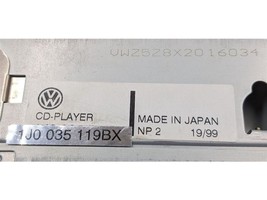 VWZ5Z8X2016034
CD-PLAYER
1J0 035 119BX
MADE IN JAPAN
NP 2 19/99